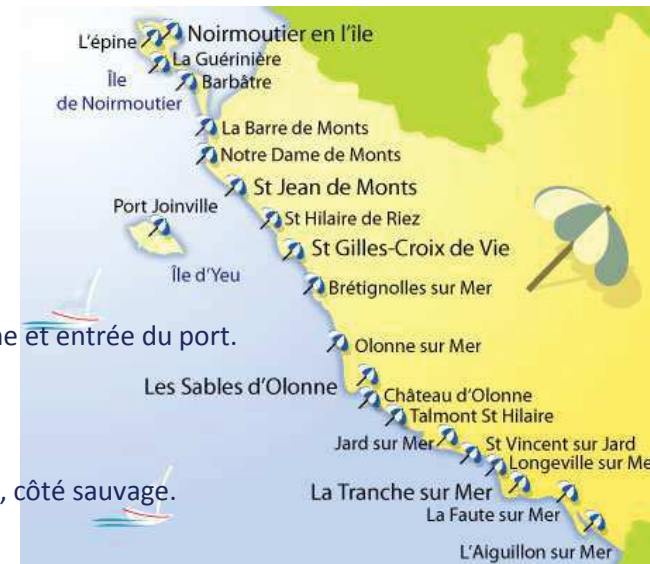 L'épine
Noirmoutier en l'île
La Guérinière
Île
de Noirmoutier
Barbâtre
La Barre de Monts
Notre Dame de Monts
St Jean de Monts
Port Joinville
St Hilaire de Riez
St Gilles-Croix de Vie
Île d'Yeu
Brétignolles sur Mer
et entrée du port.
Olonne sur Mer
Les Sables d'Olonne
Château d'Olonne
Talmont St Hilaire
Jard sur Mer
St Vincent sur Jard
Longeville sur Me
, côté sauvage.
La Tranche sur Mer
La Faute sur Mer
L'Aiguillon sur Mer